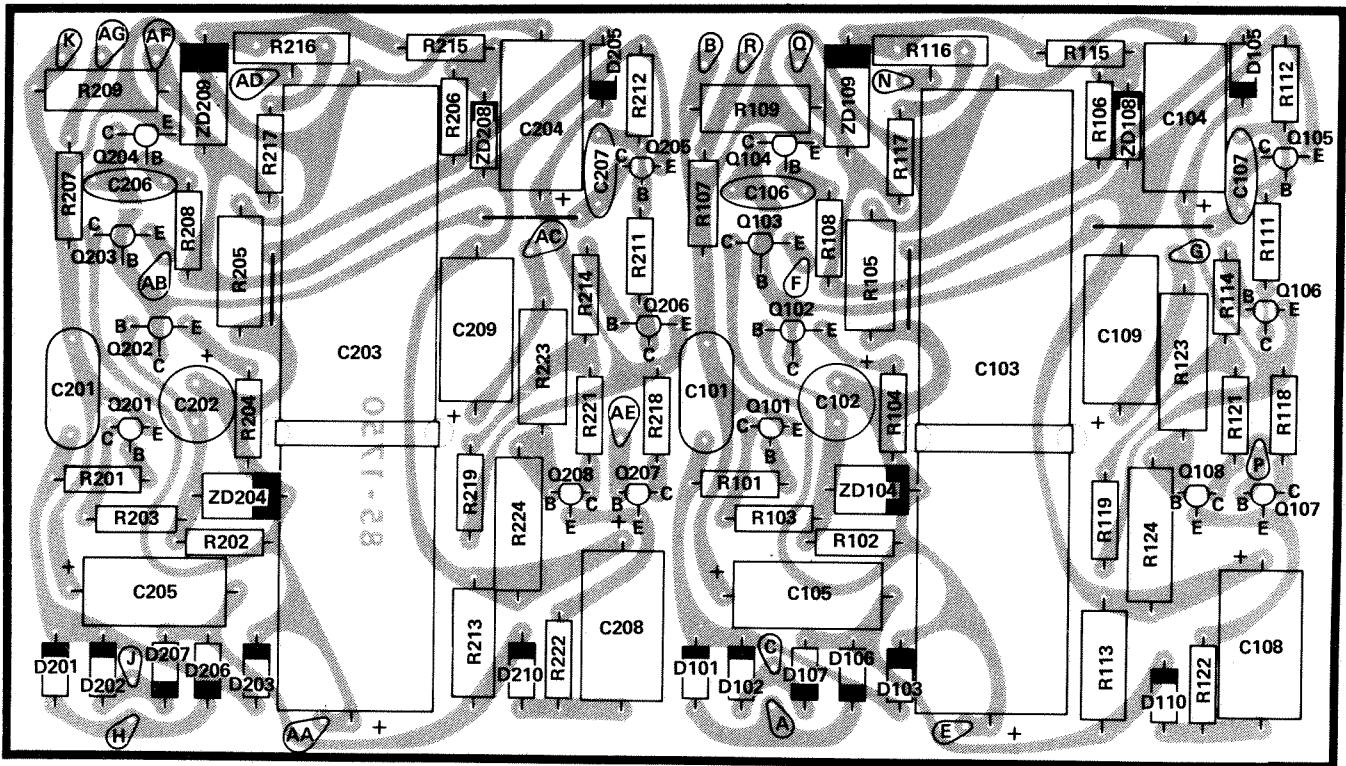 K AG AF R216 R215 D205 B R Q R116 R115 D105
R209 ZD209 AD R206 ZD208 C204 R212 R109 ZD109 N R106 ZD108 C104 R112
C E Q204 B R217 C207 Q205 C E B Q104 C E B R117 C107 Q105 C E B
R207 C206 R208 + R107 C106 R108 +
C E Q203 B R205 AC R211 Q103 C E B R105 G R111
AB R214 F R114
Q202 B E C C209 R223 Q206 B E C Q102 B E C C109 R123 Q106 B E C
C201 + C203 C101 + C103
Q201 C E B C202 R204 + R221 AE R218 Q101 C E B C102 R104 + R121 R118
R201 ZD204 R219 R224 Q208 B C E Q207 B C E R101 ZD104 R119 R124 Q108 B C E P Q107 B C E
R203 0571-S8 + R103
R202 R102
+ C205 + C105 +
R213 R222 C208 R113 R122 C108
D201 D202 J D207 D206 D203 D210 D101 D102 C D107 D106 D103 D110
H AA + A E +